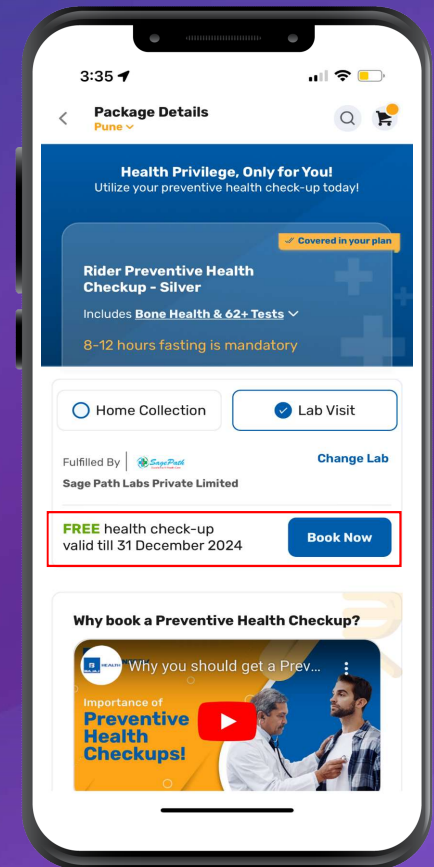 3:35
Package Details
Pune
Health Privilege, Only for You!
Utilize your preventive health check-up today!
Covered in your plan
Rider Preventive Health
Checkup - Silver
Includes Bone Health & 62+ Tests
8-12 hours fasting is mandatory
Home Collection
Lab Visit
Fulfilled By
SagePath
Change Lab
Sage Path Labs Private Limited
FREE health check-up
valid till 31 December 2024
Book Now
Why book a Preventive Health Checkup?
HEALTH
Why you should get a Prev...
Importance of
Preventive
Health
Checkups!